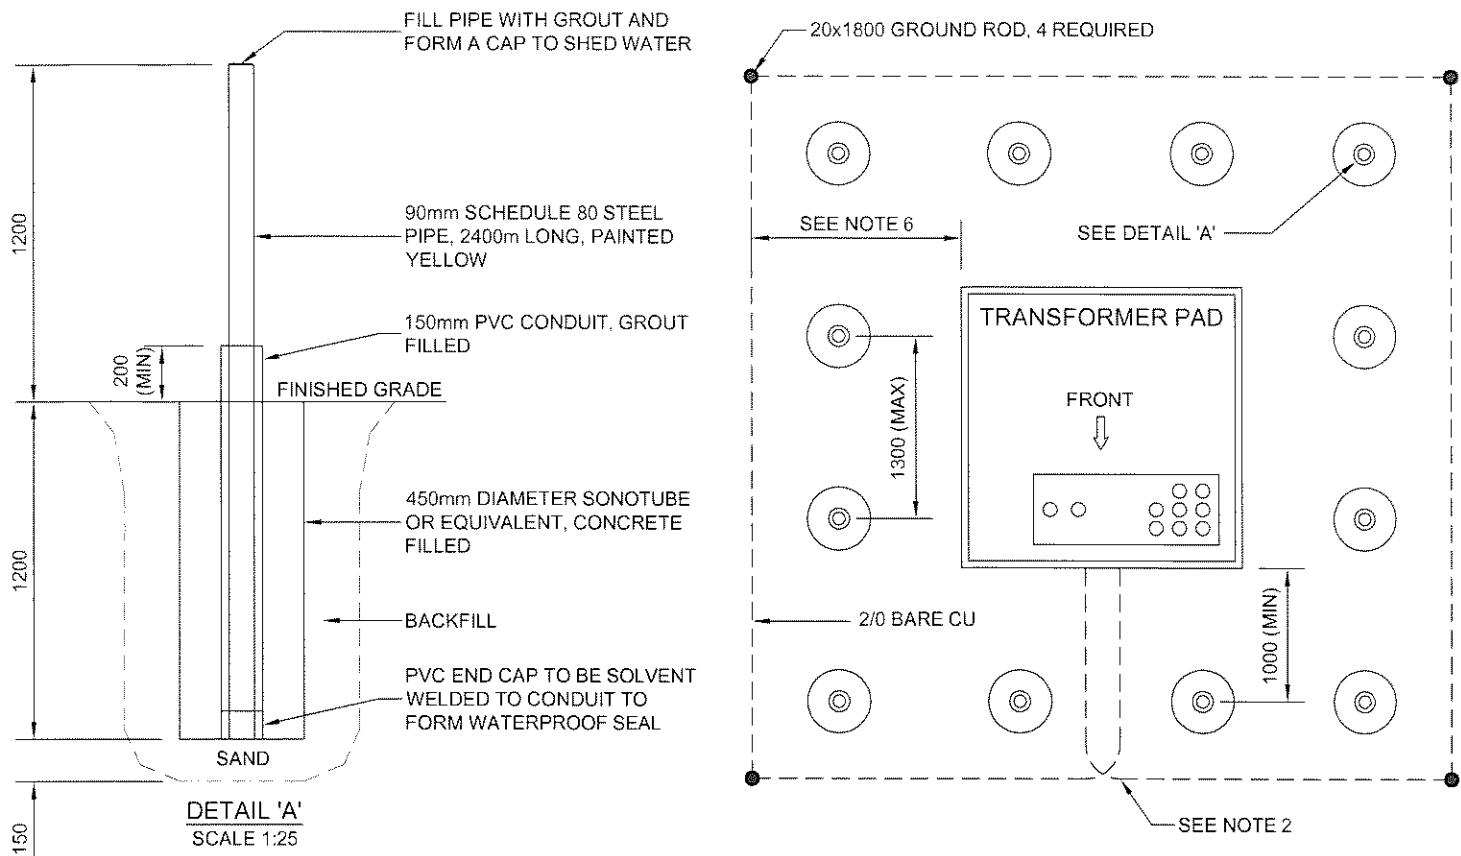 FILL PIPE WITH GROUT AND
FORM A CAP TO SHED WATER
1200
90mm SCHEDULE 80 STEEL
PIPE, 2400m LONG, PAINTED
YELLOW
150mm PVC CONDUIT, GROUT
FILLED
200
(MIN)
FINISHED GRADE
450mm DIAMETER SONOTUBE
OR EQUIVALENT, CONCRETE
FILLED
1200
BACKFILL
PVC END CAP TO BE SOLVENT
WELDED TO CONDUIT TO
FORM WATERPROOF SEAL
SAND
150
DETAIL 'A'
SCALE 1:25
20x1800 GROUND ROD, 4 REQUIRED
SEE NOTE 6
SEE DETAIL 'A'
TRANSFORMER PAD
FRONT
1300 (MAX)
2/0 BARE CU
1000 (MIN)
SEE NOTE 2